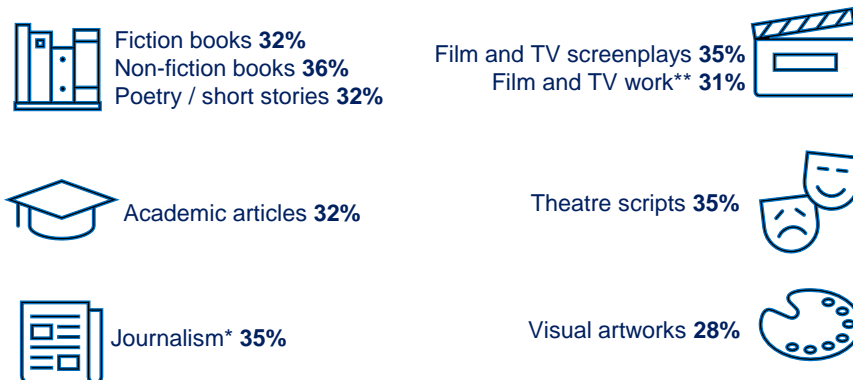 Fiction books 32%
Non-fiction books 36%
Poetry / short stories 32%
Film and TV screenplays 35%
Film and TV work** 31%
Academic articles 32%
Theatre scripts 35%
Journalism* 35%
Visual artworks 28%